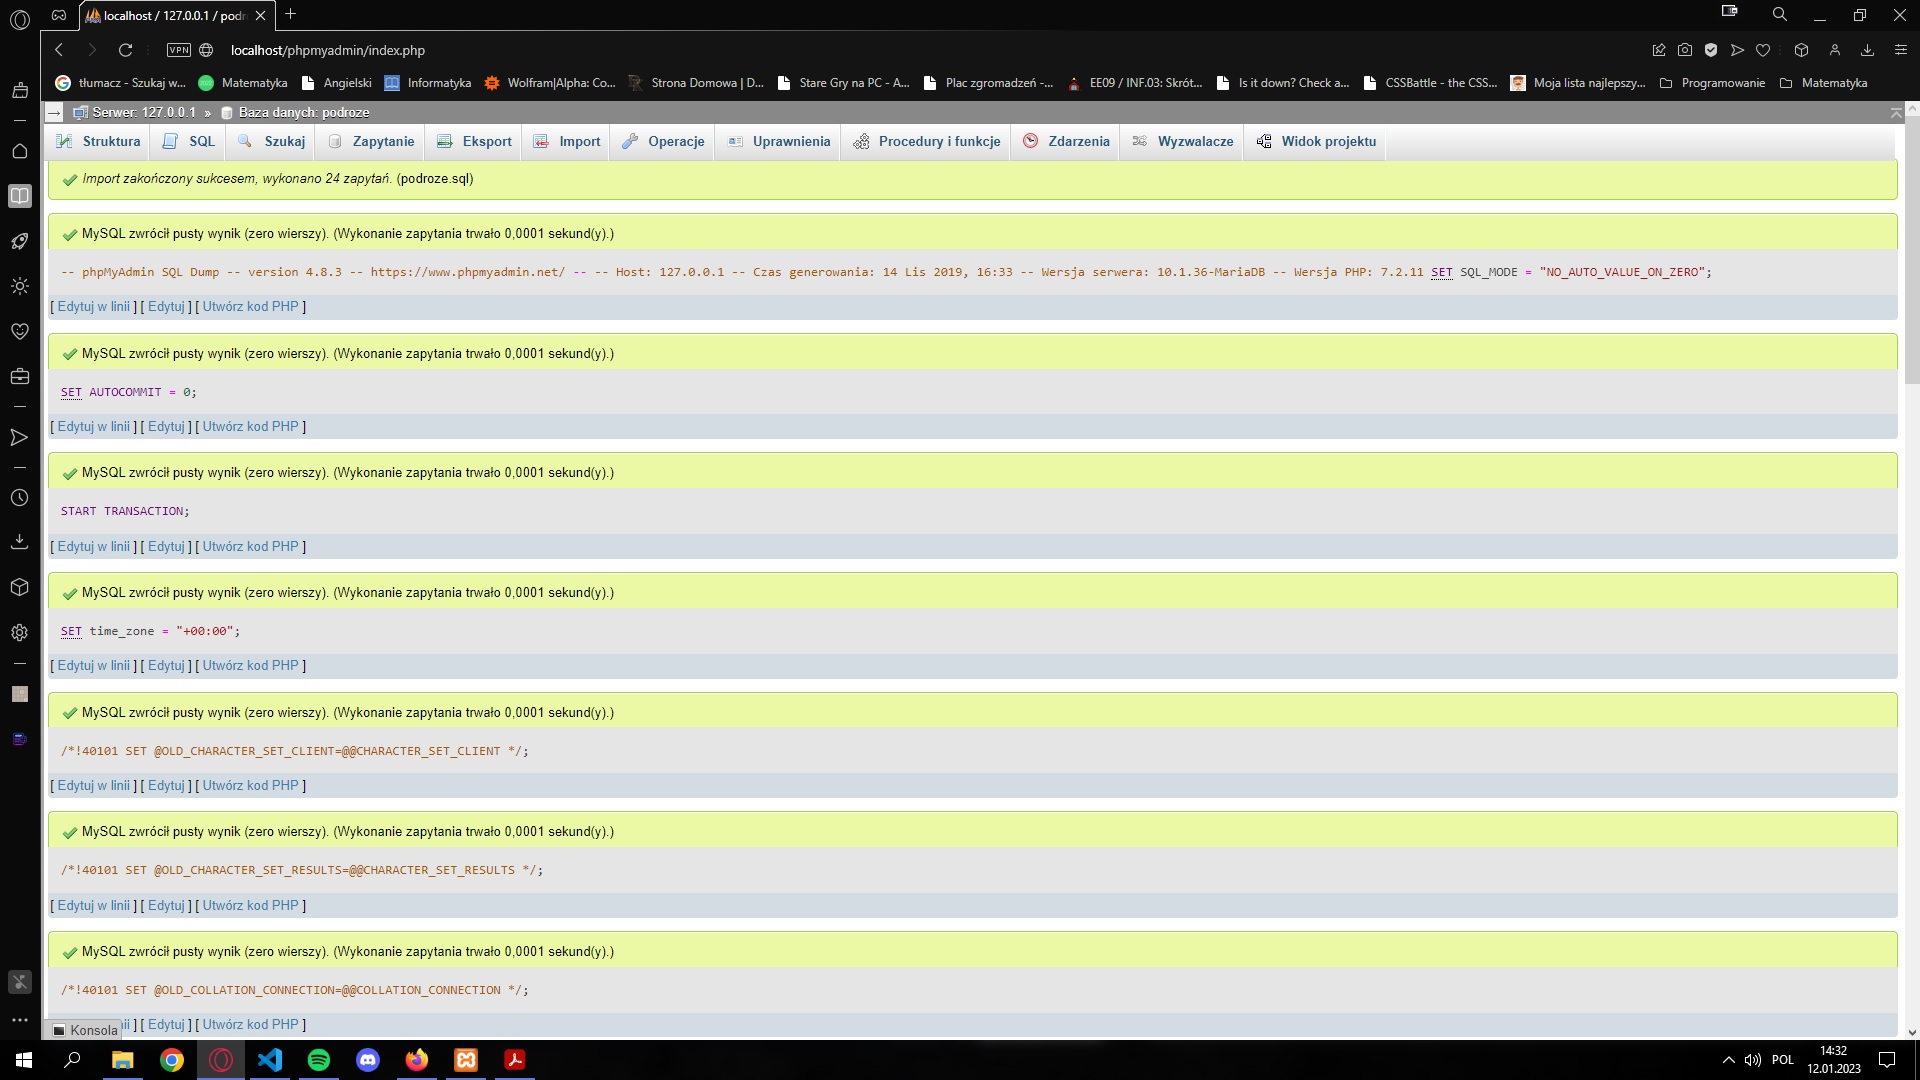 localhost / 127.0.0.1 / podr
VPN localhost/phpmyadmin/index.php
tłumacz - Szukaj w... Matematyka Angielski Informatyka Wolfram|Alpha: Co... Strona Domowa | D... Stare Gry na PC - A... Plac zgromadzeń -... EE09 / INF.03: Skrót... Is it down? Check a... CSSBattle - the CSS... Moja lista najlepszy... Programowanie Matematyka
Serwer: 127.0.0.1 » Baza danych: podroze
Struktura SQL Szukaj Zapytanie Eksport Import Operacje Uprawnienia Procedury i funkcje Zdarzenia Wyzwalacze Widok projektu
Import zakończony sukcesem, wykonano 24 zapytań. (podroze.sql)
MySQL zwrócił pusty wynik (zero wierszy). (Wykonanie zapytania trwało 0,0001 sekund(y).)
-- phpMyAdmin SQL Dump -- version 4.8.3 -- https://www.phpmyadmin.net/ -- -- Host: 127.0.0.1 -- Czas generowania: 14 Lis 2019, 16:33 -- Wersja serwera: 10.1.36-MariaDB -- Wersja PHP: 7.2.11 SET SQL_MODE = "NO_AUTO_VALUE_ON_ZERO";
[ Edytuj w linii ] [ Edytuj ] [ Utwórz kod PHP ]
MySQL zwrócił pusty wynik (zero wierszy). (Wykonanie zapytania trwało 0,0001 sekund(y).)
SET AUTOCOMMIT = 0;
[ Edytuj w linii ] [ Edytuj ] [ Utwórz kod PHP ]
MySQL zwrócił pusty wynik (zero wierszy). (Wykonanie zapytania trwało 0,0001 sekund(y).)
START TRANSACTION;
[ Edytuj w linii ] [ Edytuj ] [ Utwórz kod PHP ]
MySQL zwrócił pusty wynik (zero wierszy). (Wykonanie zapytania trwało 0,0001 sekund(y).)
SET time_zone = "+00:00";
[ Edytuj w linii ] [ Edytuj ] [ Utwórz kod PHP ]
MySQL zwrócił pusty wynik (zero wierszy). (Wykonanie zapytania trwało 0,0001 sekund(y).)
/*!40101 SET @OLD_CHARACTER_SET_CLIENT=@@CHARACTER_SET_CLIENT */;
[ Edytuj w linii ] [ Edytuj ] [ Utwórz kod PHP ]
MySQL zwrócił pusty wynik (zero wierszy). (Wykonanie zapytania trwało 0,0001 sekund(y).)
/*!40101 SET @OLD_CHARACTER_SET_RESULTS=@@CHARACTER_SET_RESULTS */;
[ Edytuj w linii ] [ Edytuj ] [ Utwórz kod PHP ]
MySQL zwrócił pusty wynik (zero wierszy). (Wykonanie zapytania trwało 0,0001 sekund(y).)
/*!40101 SET @OLD_COLLATION_CONNECTION=@@COLLATION_CONNECTION */;
Konsola ii ] [ Edytuj ] [ Utwórz kod PHP ]
POL 14:32
12.01.2023